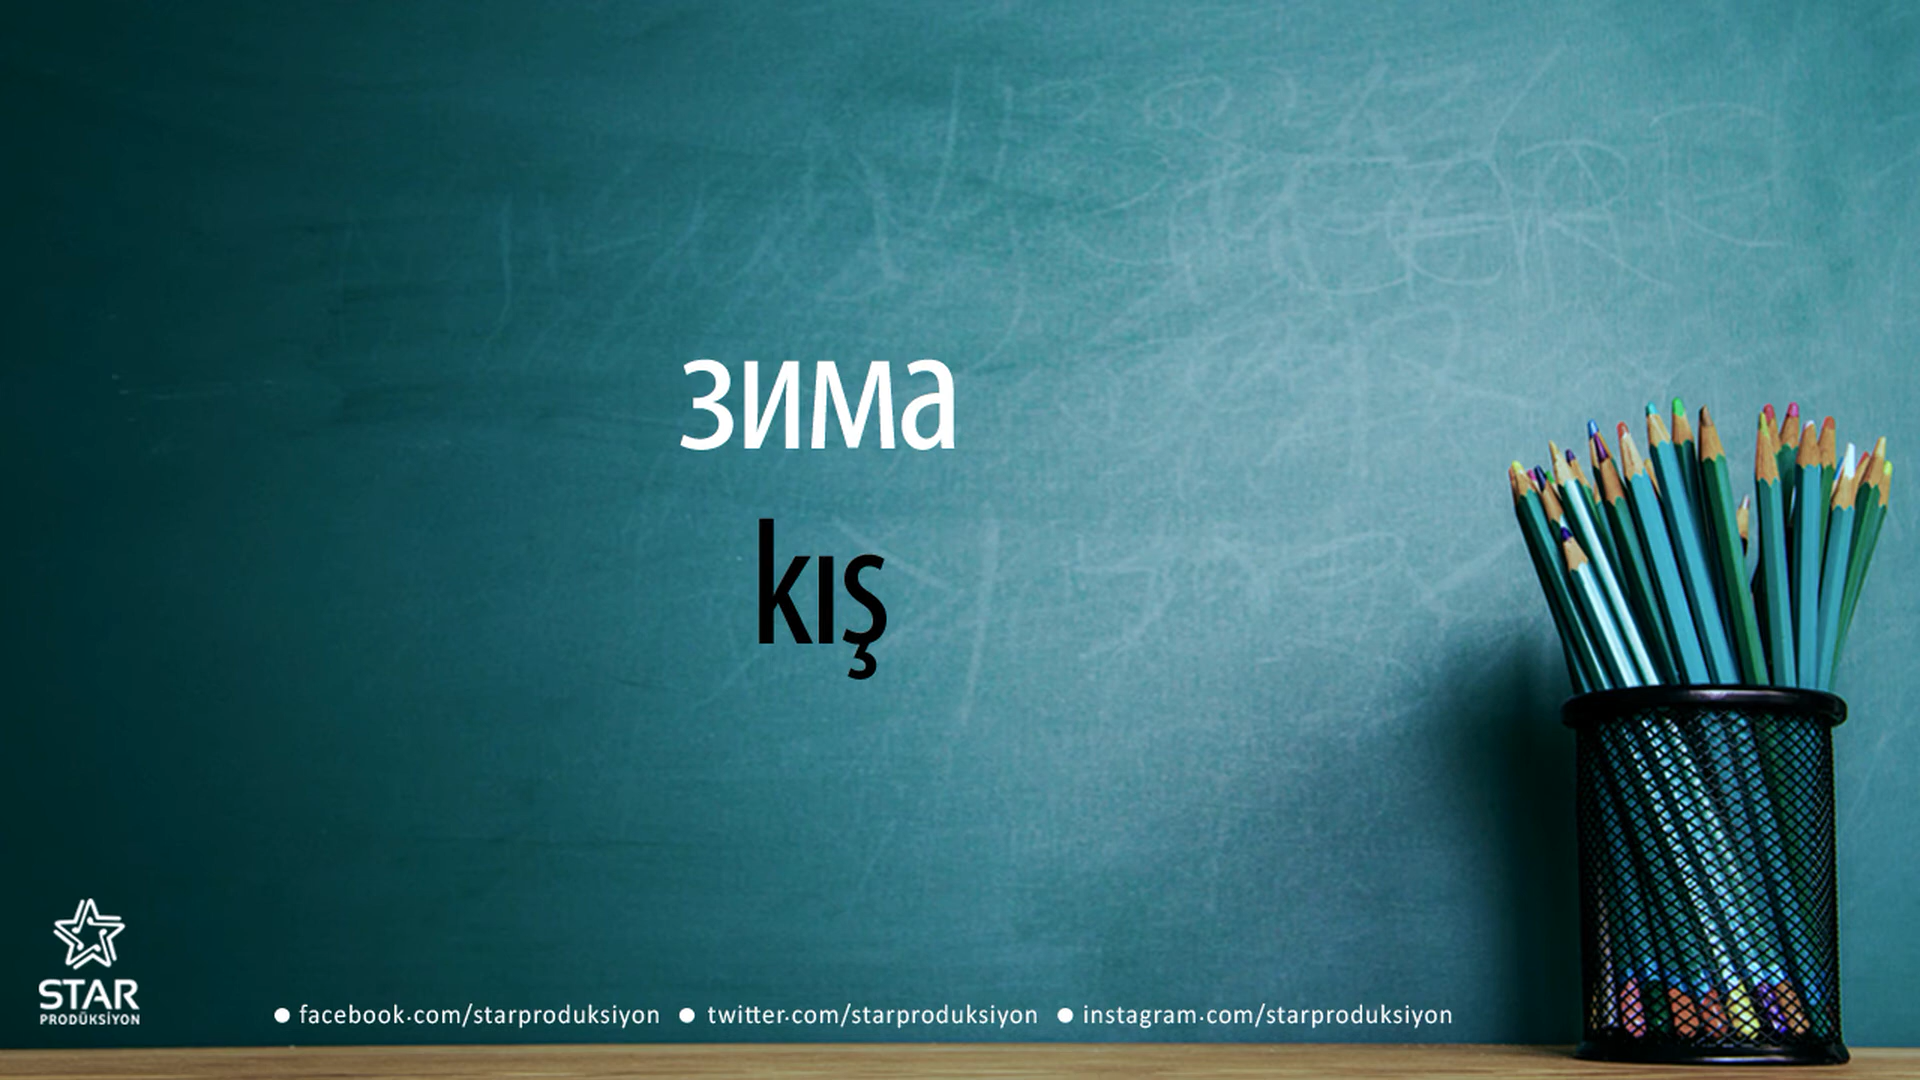 зима
kış
STAR
PRODÜKSİYON
● facebook.com/starproduksiyon ● twitter.com/starproduksiyon ● instagram.com/starproduksiyon